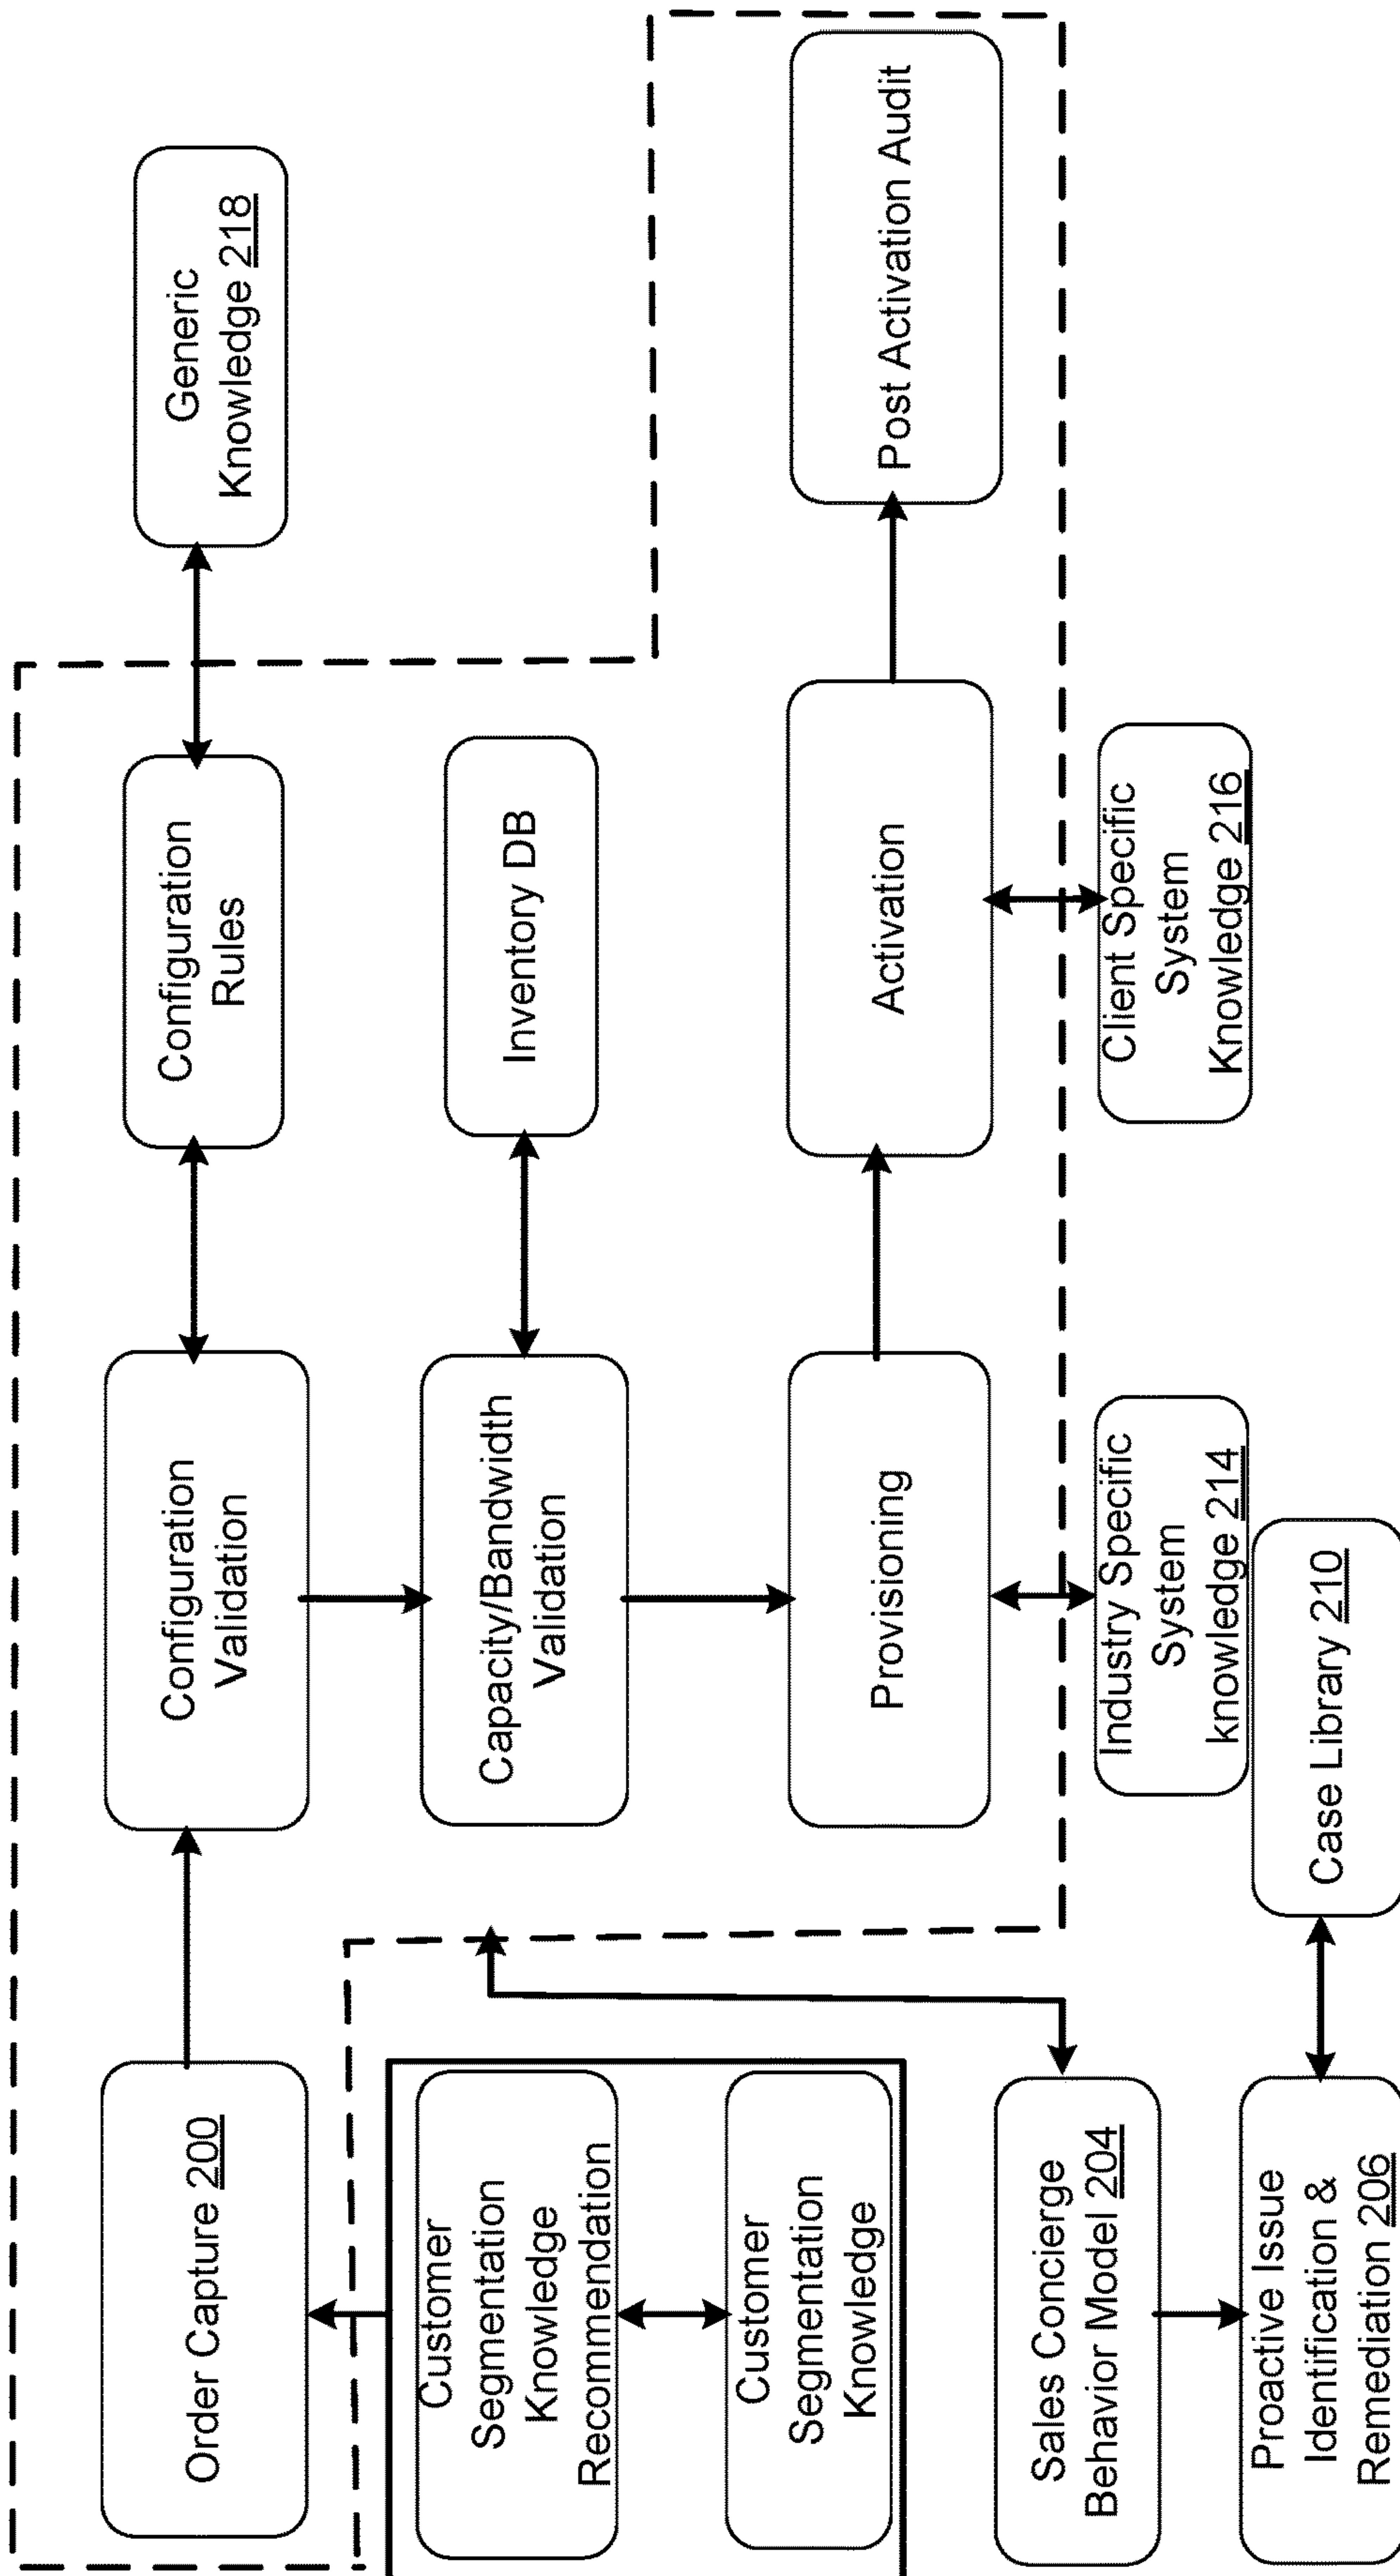 Order Capture 200
Configuration
Validation
Configuration
Rules
Generic
Knowledge 218
Customer
Segmentation
Knowledge
Recommendation
Capacity/Bandwidth
Validation
Inventory DB
Customer
Segmentation
Knowledge
Provisioning
Activation
Post Activation Audit
Sales Concierge
Behavior Model 204
Industry Specific
System
knowledge 214
Client Specific
System
Knowledge 216
Proactive Issue
Identification &
Remediation 206
Case Library 210